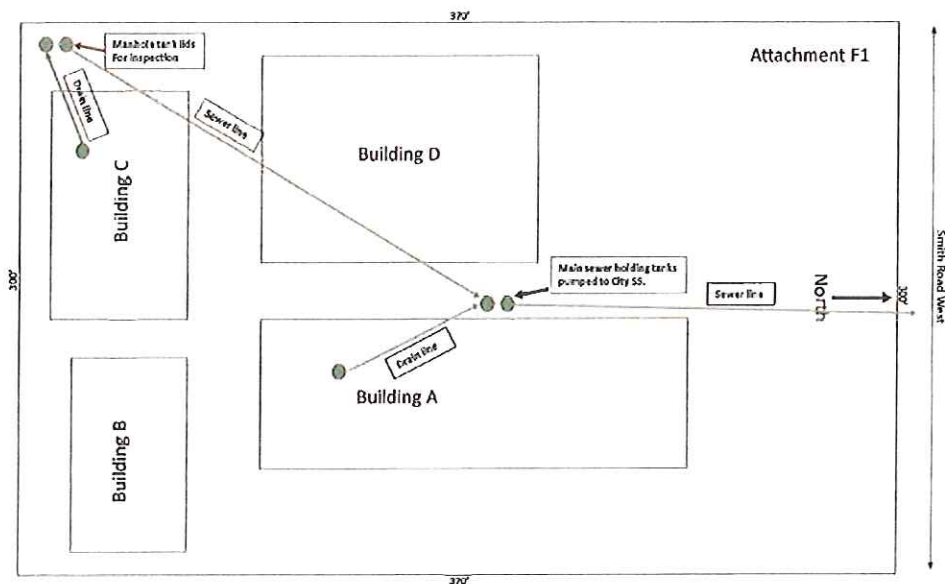 370'
Manhole tank lids
For inspection
Attachment F1
Drain line
Sewer line
Building D
Building C
300'
Main sewer holding tanks
pumped to City SS.
Sewer line
North
300'
Smith Road West
Drain line
Building A
Building B
370'